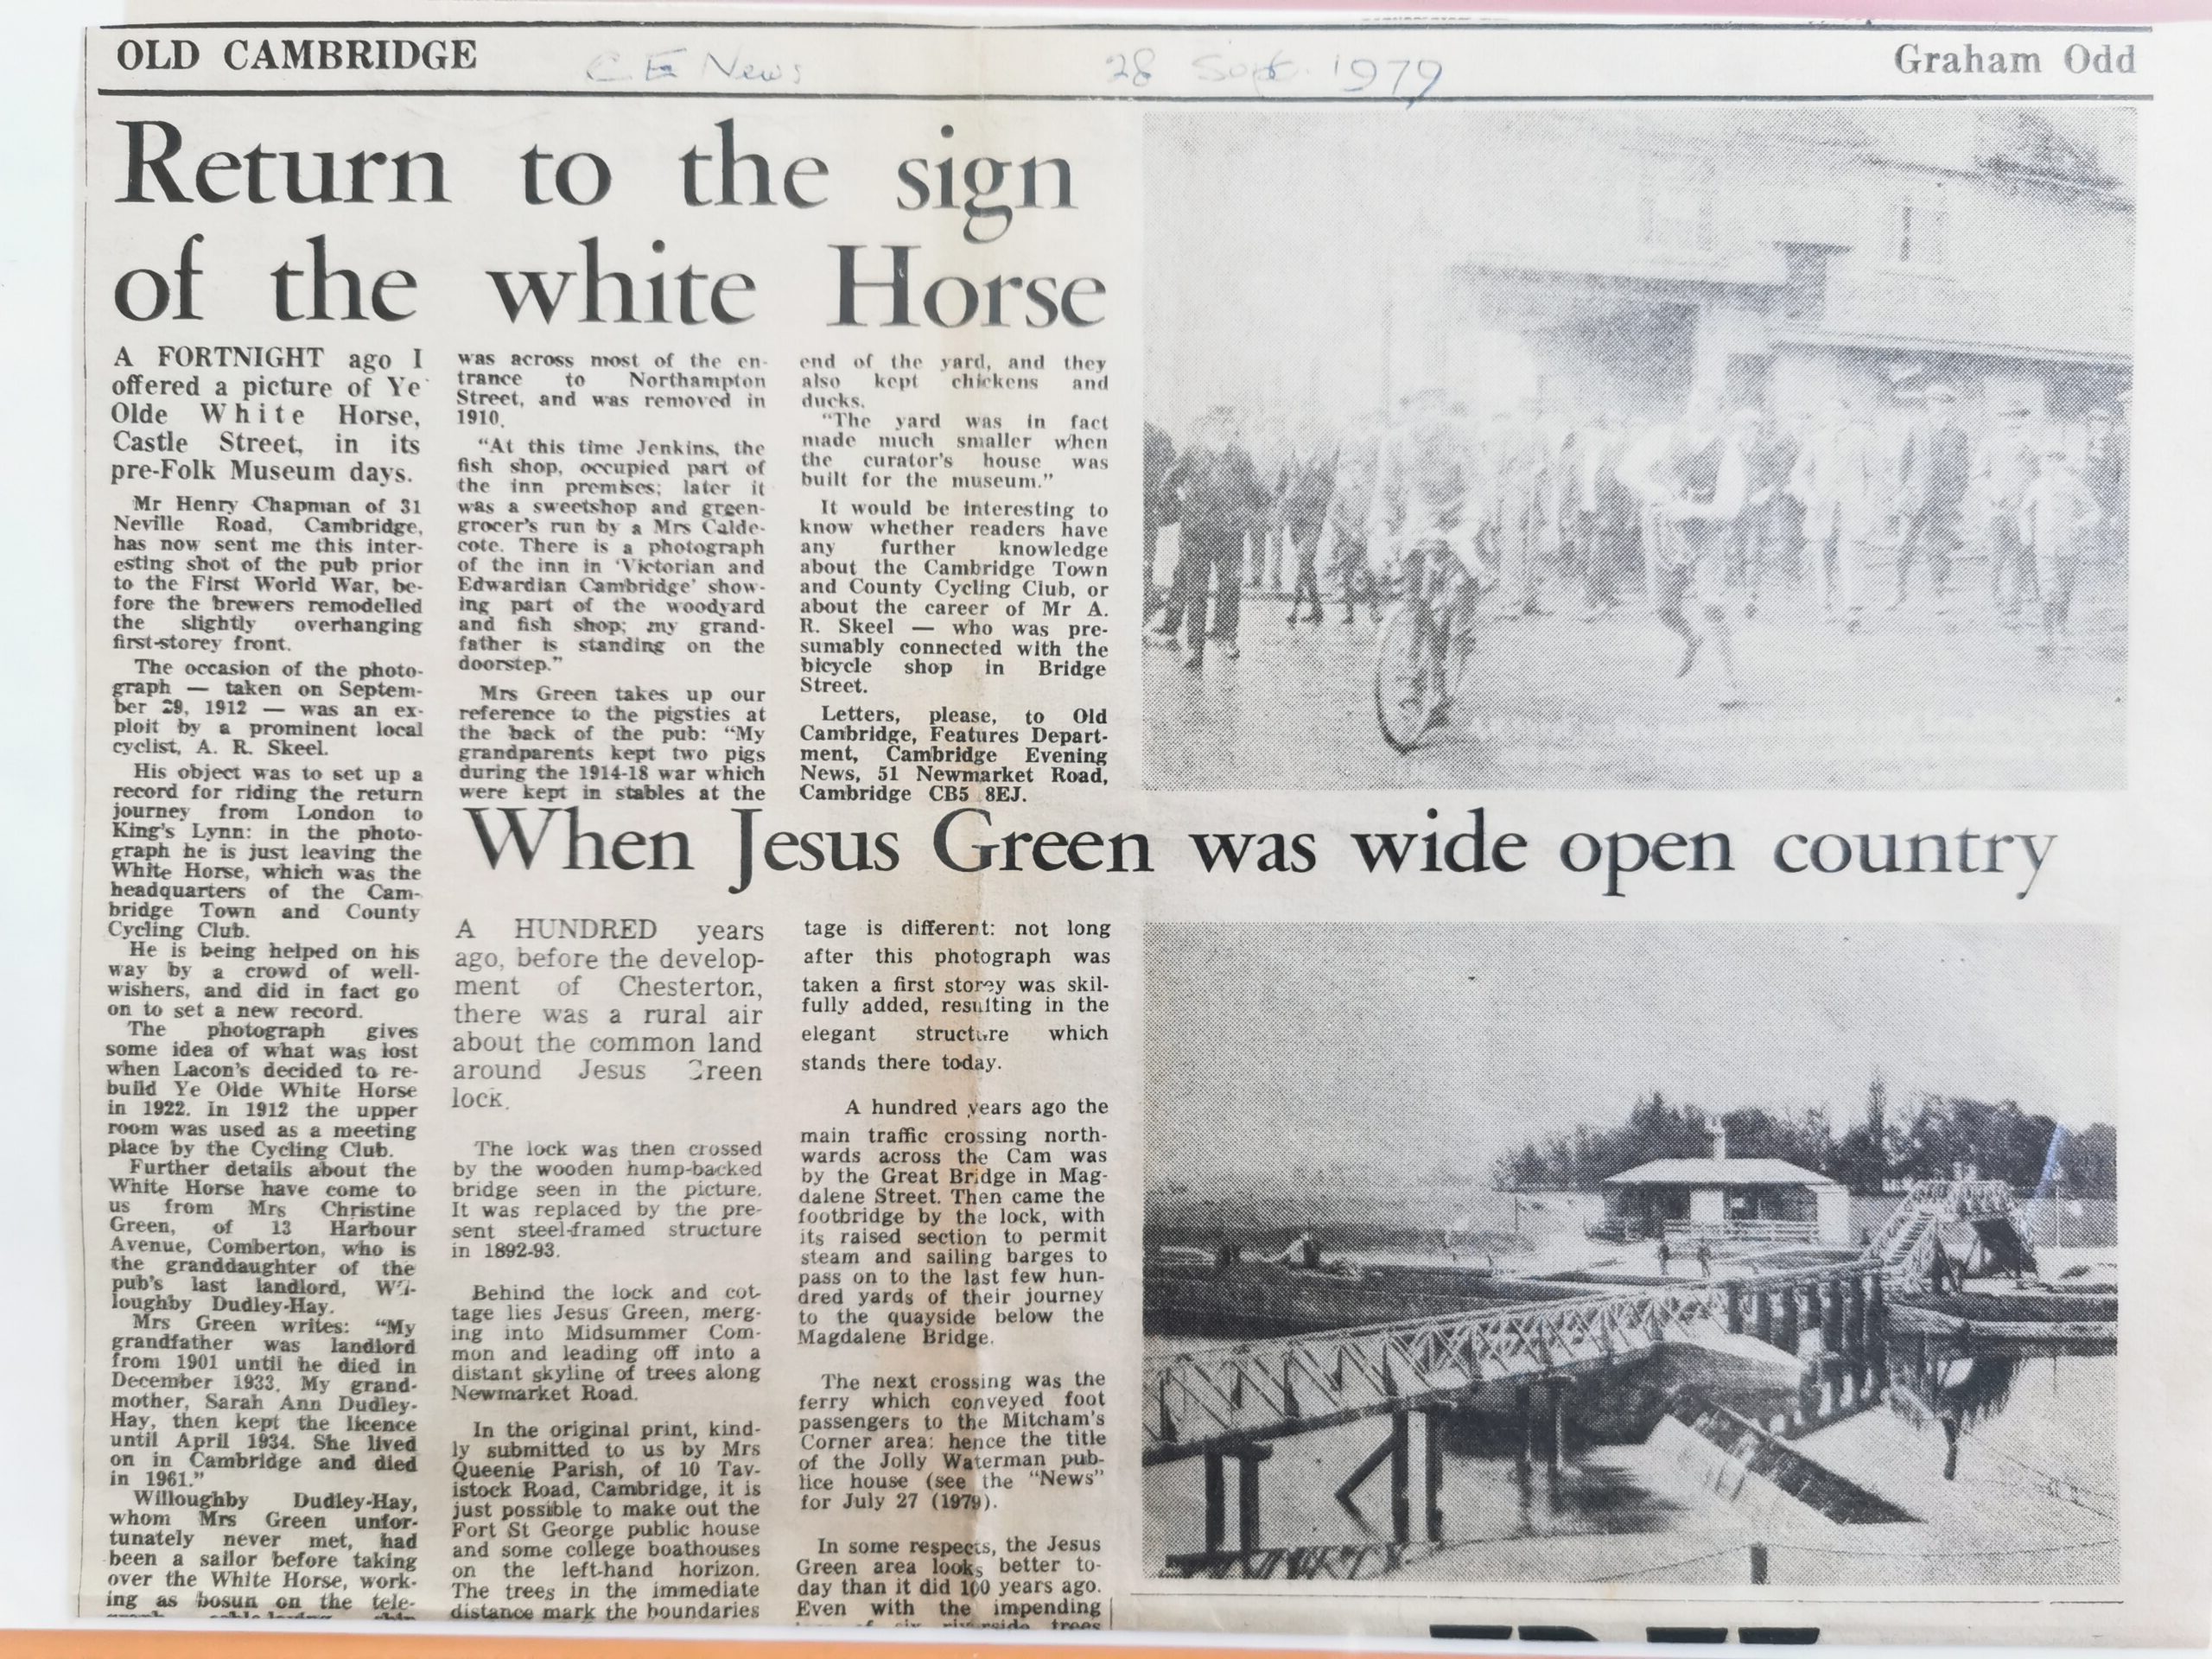 OLD CAMBRIDGE
C.E News
28 Sept. 1979
Graham Odd
Return to the sign
of the white Horse
A FORTNIGHT ago I
offered a picture of Ye
Olde White Horse,
Castle Street, in its
pre-Folk Museum days.
Mr Henry Chapman of 31
Neville Road, Cambridge,
has now sent me this inter-
esting shot of the pub prior
to the First World War, be-
fore the brewers remodelled
the slightly overhanging
first-storey front.
The occasion of the photo-
graph — taken on Septem-
ber 29, 1912 — was an ex-
ploit by a prominent local
cyclist, A. R. Skeel.
His object was to set up a
record for riding the return
journey from London to
King's Lynn: in the photo-
graph he is just leaving the
White Horse, which was the
headquarters of the Cam-
bridge Town and County
Cycling Club.
He is being helped on his
way by a crowd of well-
wishers, and did in fact go
on to set a new record.
The photograph gives
some idea of what was lost
when Lacon's decided to re-
build Ye Olde White Horse
in 1922. In 1912 the upper
room was used as a meeting
place by the Cycling Club.
Further details about the
White Horse have come to
us from Mrs Christine
Green, of 13 Harbour
Avenue, Comberton, who is
the granddaughter of the
pub's last landlord, Wil-
loughby Dudley-Hay.
Mrs Green writes: "My
grandfather was landlord
from 1901 until he died in
December 1933. My grand-
mother, Sarah Ann Dudley-
Hay, then kept the licence
until April 1934. She lived
on in Cambridge and died
in 1961."
Willoughby Dudley-Hay,
whom Mrs Green unfor-
tunately never met, had
been a sailor before taking
over the White Horse, work-
ing as bosun on the tele-
graph cable-laying ship
was across most of the en-
trance to Northampton
Street, and was removed in
1910.
"At this time Jenkins, the
fish shop, occupied part of
the inn premises; later it
was a sweetshop and green-
grocer's run by a Mrs Calde-
cote. There is a photograph
of the inn in 'Victorian and
Edwardian Cambridge' show-
ing part of the woodyard
and fish shop; my grand-
father is standing on the
doorstep."
Mrs Green takes up our
reference to the pigsties at
the back of the pub: "My
grandparents kept two pigs
during the 1914-18 war which
were kept in stables at the
end of the yard, and they
also kept chickens and
ducks.
"The yard was in fact
made much smaller when
the curator's house was
built for the museum."
It would be interesting to
know whether readers have
any further knowledge
about the Cambridge Town
and County Cycling Club, or
about the career of Mr A.
R. Skeel — who was pre-
sumably connected with the
bicycle shop in Bridge
Street.
Letters, please, to Old
Cambridge, Features Depart-
ment, Cambridge Evening
News, 51 Newmarket Road,
Cambridge CB5 8EJ.
When Jesus Green was wide open country
A HUNDRED years
ago, before the develop-
ment of Chesterton,
there was a rural air
about the common land
around Jesus Green
lock.
The lock was then crossed
by the wooden hump-backed
bridge seen in the picture.
It was replaced by the pre-
sent steel-framed structure
in 1892-93.
Behind the lock and cot-
tage lies Jesus Green, merg-
ing into Midsummer Com-
mon and leading off into a
distant skyline of trees along
Newmarket Road.
In the original print, kind-
ly submitted to us by Mrs
Queenie Parish, of 10 Tav-
istock Road, Cambridge, it is
just possible to make out the
Fort St George public house
and some college boathouses
on the left-hand horizon.
The trees in the immediate
distance mark the boundaries
tage is different: not long
after this photograph was
taken a first storey was skil-
fully added, resulting in the
elegant structure which
stands there today.
A hundred years ago the
main traffic crossing north-
wards across the Cam was
by the Great Bridge in Mag-
dalene Street. Then came the
footbridge by the lock, with
its raised section to permit
steam and sailing barges to
pass on to the last few hun-
dred yards of their journey
to the quayside below the
Magdalene Bridge.
The next crossing was the
ferry which conveyed foot
passengers to the Mitcham's
Corner area: hence the title
of the Jolly Waterman pub-
lice house (see the "News"
for July 27 (1979).
In some respects, the Jesus
Green area looks better to-
day than it did 100 years ago.
Even with the impending
of six riverside trees